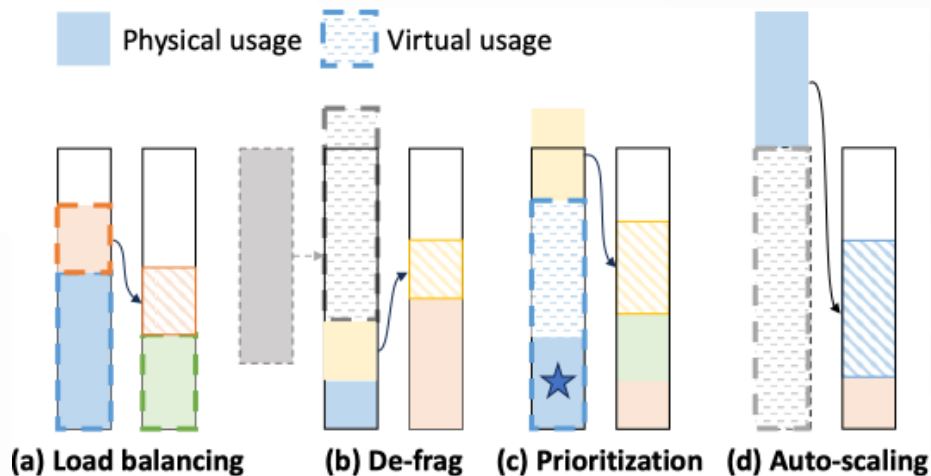 Physical usage
Virtual usage
(a) Load balancing
(b) De-frag
(c) Prioritization
(d) Auto-scaling